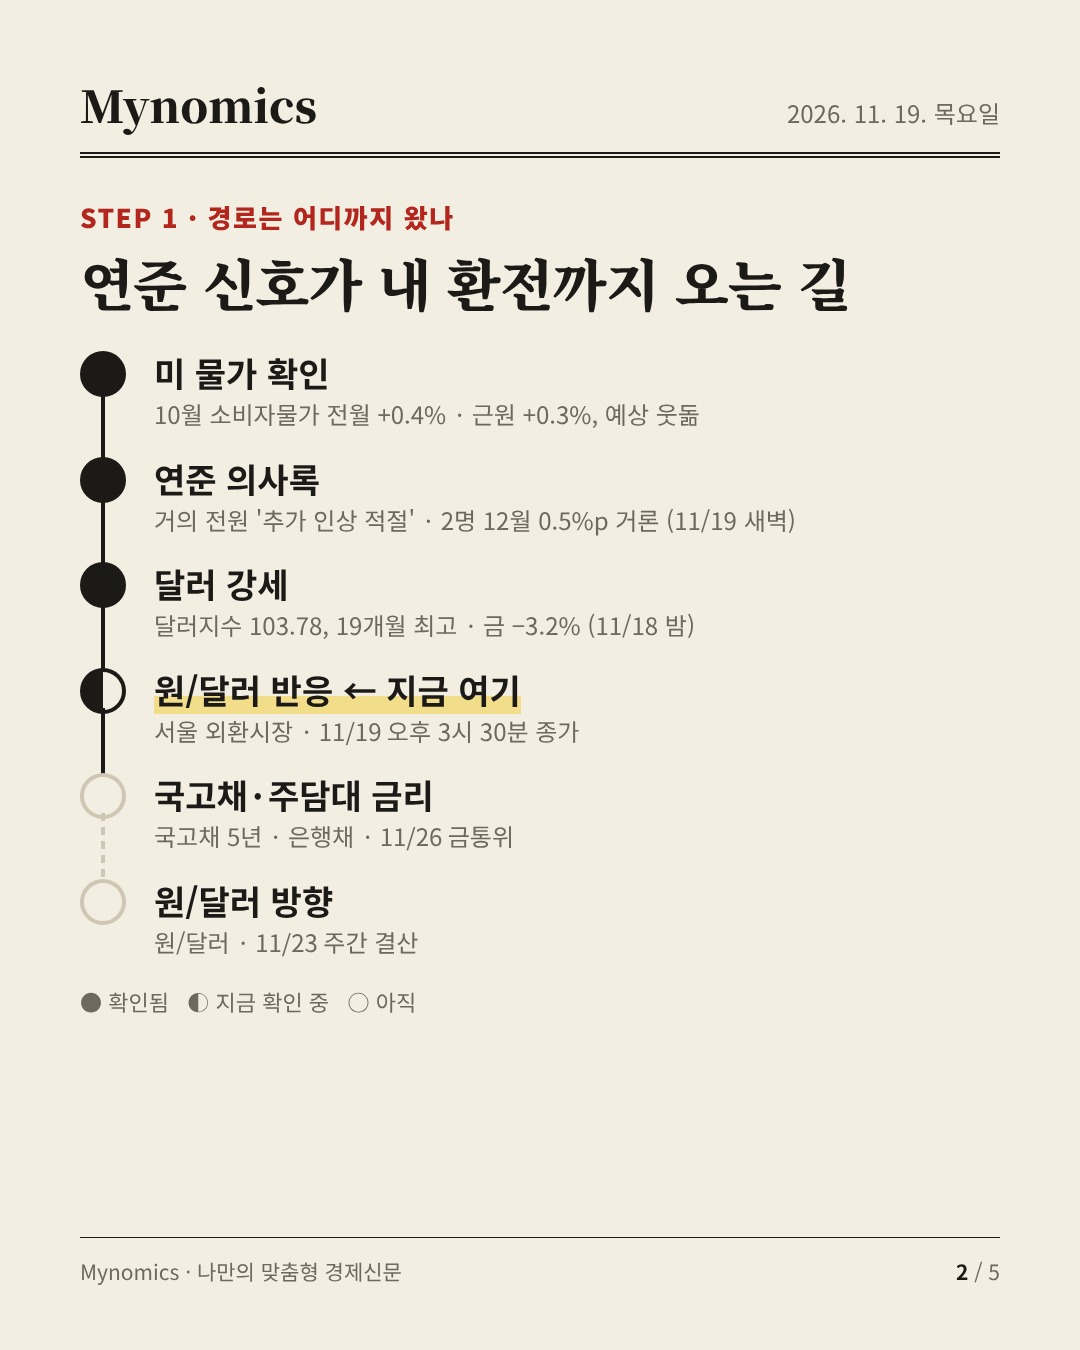 Mynomics
2026. 11. 19. 목요일
STEP 1 · 경로는 어디까지 왔나
연준 신호가 내 환전까지 오는 길
미 물가 확인
10월 소비자물가 전월 +0.4% · 근원 +0.3%, 예상 웃돎
연준 의사록
거의 전원 '추가 인상 적절' · 2명 12월 0.5%p 거론 (11/19 새벽)
달러 강세
달러지수 103.78, 19개월 최고 · 금 −3.2% (11/18 밤)
원/달러 반응 ← 지금 여기
서울 외환시장 · 11/19 오후 3시 30분 종가
국고채·주담대 금리
국고채 5년 · 은행채 · 11/26 금통위
원/달러 방향
원/달러 · 11/23 주간 결산
● 확인됨 ◐ 지금 확인 중 ○ 아직
Mynomics · 나만의 맞춤형 경제신문
2 / 5